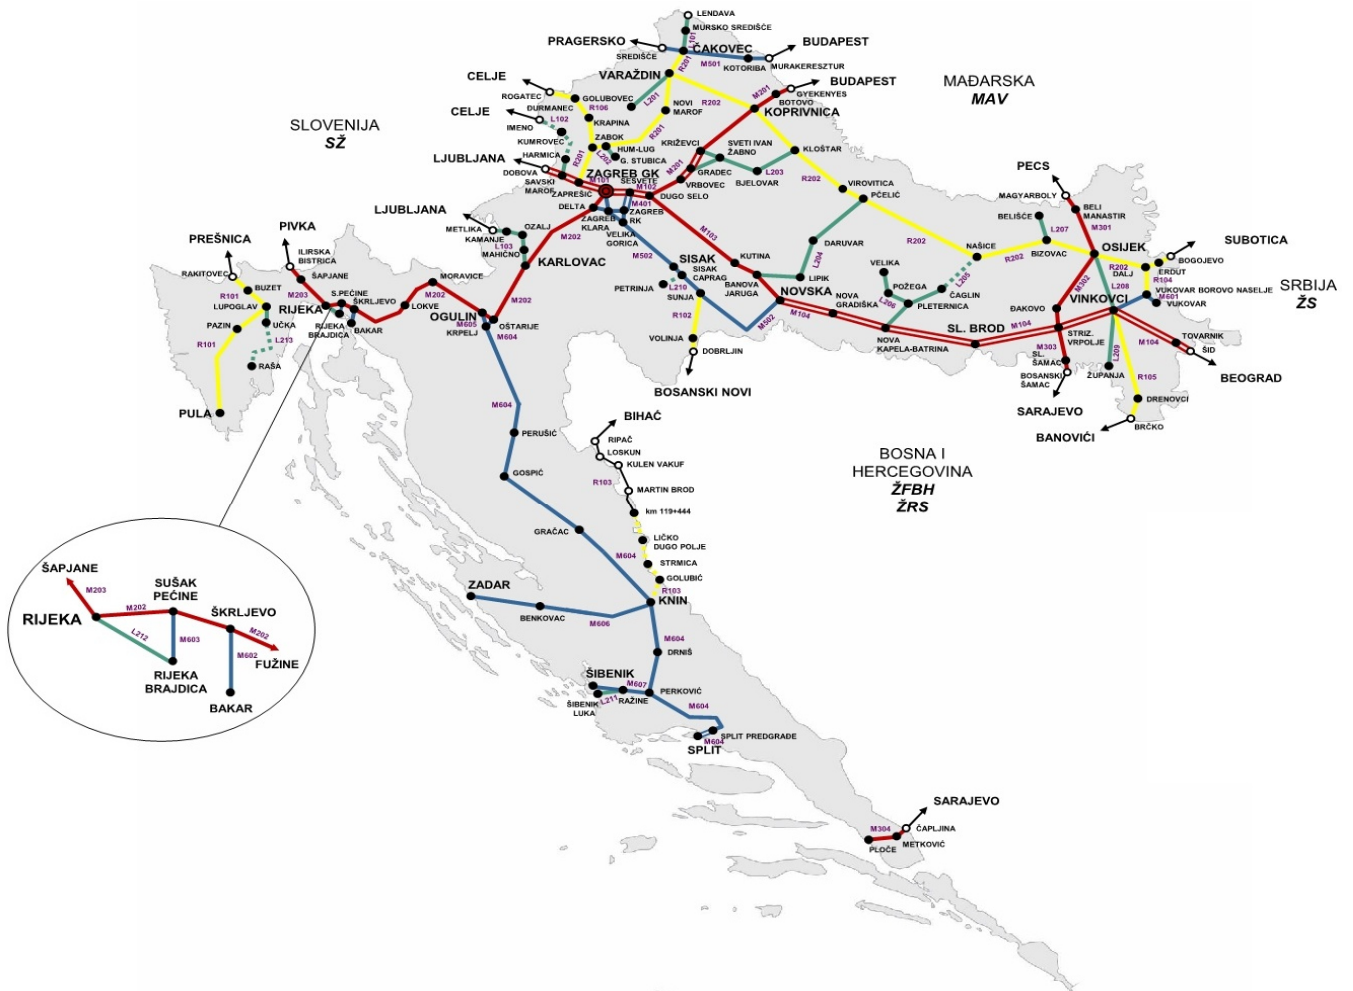 LENDAVA
MURSKO SREDIŠĆE
L101
PRAGERSKO
SREDIŠČE
ČAKOVEC
BUDAPEST
M501
KOTORIBA
MURAKERESZTUR
R201
VARAŽDIN
CELJE
ROGATEC
GOLUBOVEC
L201
R202
M201
BUDAPEST
GYEKENYES
BOTOVO
KOPRIVNICA
MAĐARSKA
MAV
SLOVENIJA
SŽ
CELJE
DURMANEC
R106
NOVI
MAROF
IMENO
L102
KRAPINA
KUMROVEC
ZABOK
R201
HUM-LUG
G. STUBICA
L202
R201
HARMICA
KRIŽEVCI
SVETI IVAN
ŽABNO
KLOŠTAR
LJUBLJANA
DOBOVA
SAVSKI
MAROF
ZAPREŠIĆ
M101
ZAGREB GK
SESVETE
M102
M201
GRADEC
VRBOVEC
BJELOVAR
L203
R202
VIROVITICA
PČELIĆ
DUGO SELO
M401
DELTA
ZAGREB
KLARA
ZAGREB
RK
VELIKA
GORICA
PECS
MAGYARBOLY
BELI
MANASTIR
BELIŠĆE
M301
L207
LJUBLJANA
METLIKA
KAMANJE
OZALJ
L103
MAHIČNO
M202
KARLOVAC
M103
DARUVAR
L204
R202
NAŠICE
R202
BIZOVAC
OSIJEK
R202
DALJ
ERDUT
BOGOJEVO
SUBOTICA
R104
VUKOVAR BOROVO NASELJE
M601
VUKOVAR
SRBIJA
ŽS
PIVKA
PREŠNICA
ILIRSKA
BISTRICA
RAKITOVEC
BUZET
R101
ŠAPJANE
M203
LUPOGLAV
S.PEĆINE
ŠKRLJEVO
RIJEKA
RIJEKA
BRAJDICA
BAKAR
MORAVICE
M202
LOKVE
M202
OGULIN
M605
KRPELJ
OŠTARIJE
M604
M502
SISAK
SISAK
CAPRAG
PETRINJA
L210
SUNJA
R102
KUTINA
BANOVA
JARUGA
LIPIK
NOVSKA
M502
M104
NOVA
GRADIŠKA
VELIKA
POŽEGA
L206
PLETERNICA
ČAGLIN
L205
NOVA
KAPELA-BATRINA
SL. BROD
M104
ĐAKOVO
M302
L208
VINKOVCI
STRIZ.
VRPOLJE
M303
SL.
ŠAMAC
BOSANSKI
ŠAMAC
SARAJEVO
L209
ŽUPANJA
M104
TOVARNIK
ŠID
BEOGRAD
R105
DRENOVCI
BRČKO
BANOVIĆI
PAZIN
UČKA
R101
L213
RAŠA
PULA
VOLINJA
DOBRLJIN
BOSANSKI NOVI
M604
PERUŠIĆ
GOSPIĆ
BIHAĆ
RIPAČ
LOSKUN
KULEN VAKUF
R103
MARTIN BROD
km 119+444
BOSNA I
HERCEGOVINA
ŽFBH
ŽRS
GRAČAC
M604
LIČKO
DUGO POLJE
STRMICA
GOLUBIĆ
R103
KNIN
ZADAR
BENKOVAC
M606
M604
DRNIŠ
ŠIBENIK
M607
PERKOVIĆ
ŠIBENIK
LUKA
L211
RAŽINE
M604
SPLIT PREDGRAĐE
M604
SPLIT
ŠAPJANE
M203
SUŠAK
PEĆINE
M202
ŠKRLJEVO
RIJEKA
L212
M603
M202
M602
FUŽINE
RIJEKA
BRAJDICA
BAKAR
SARAJEVO
M304
ČAPLJINA
PLOČE
METKOVIĆ